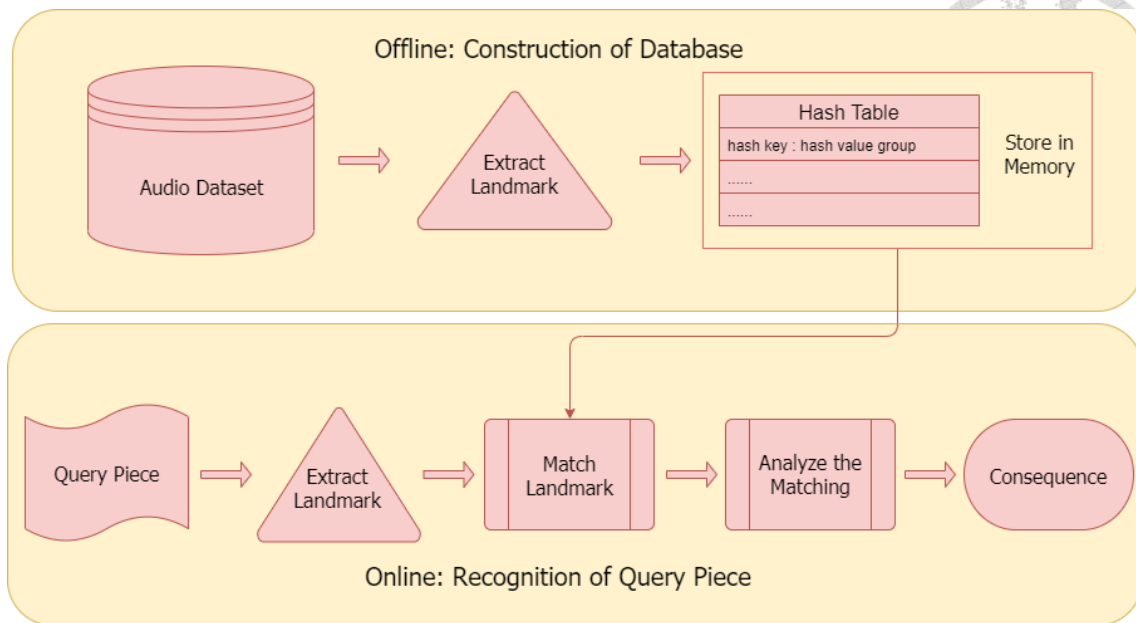 Offline: Construction of Database
Audio Dataset
Extract
Landmark
Hash Table
hash key : hash value group
......
......
Store in
Memory
Query Piece
Extract
Landmark
Match
Landmark
Analyze the
Matching
Consequence
Online: Recognition of Query Piece